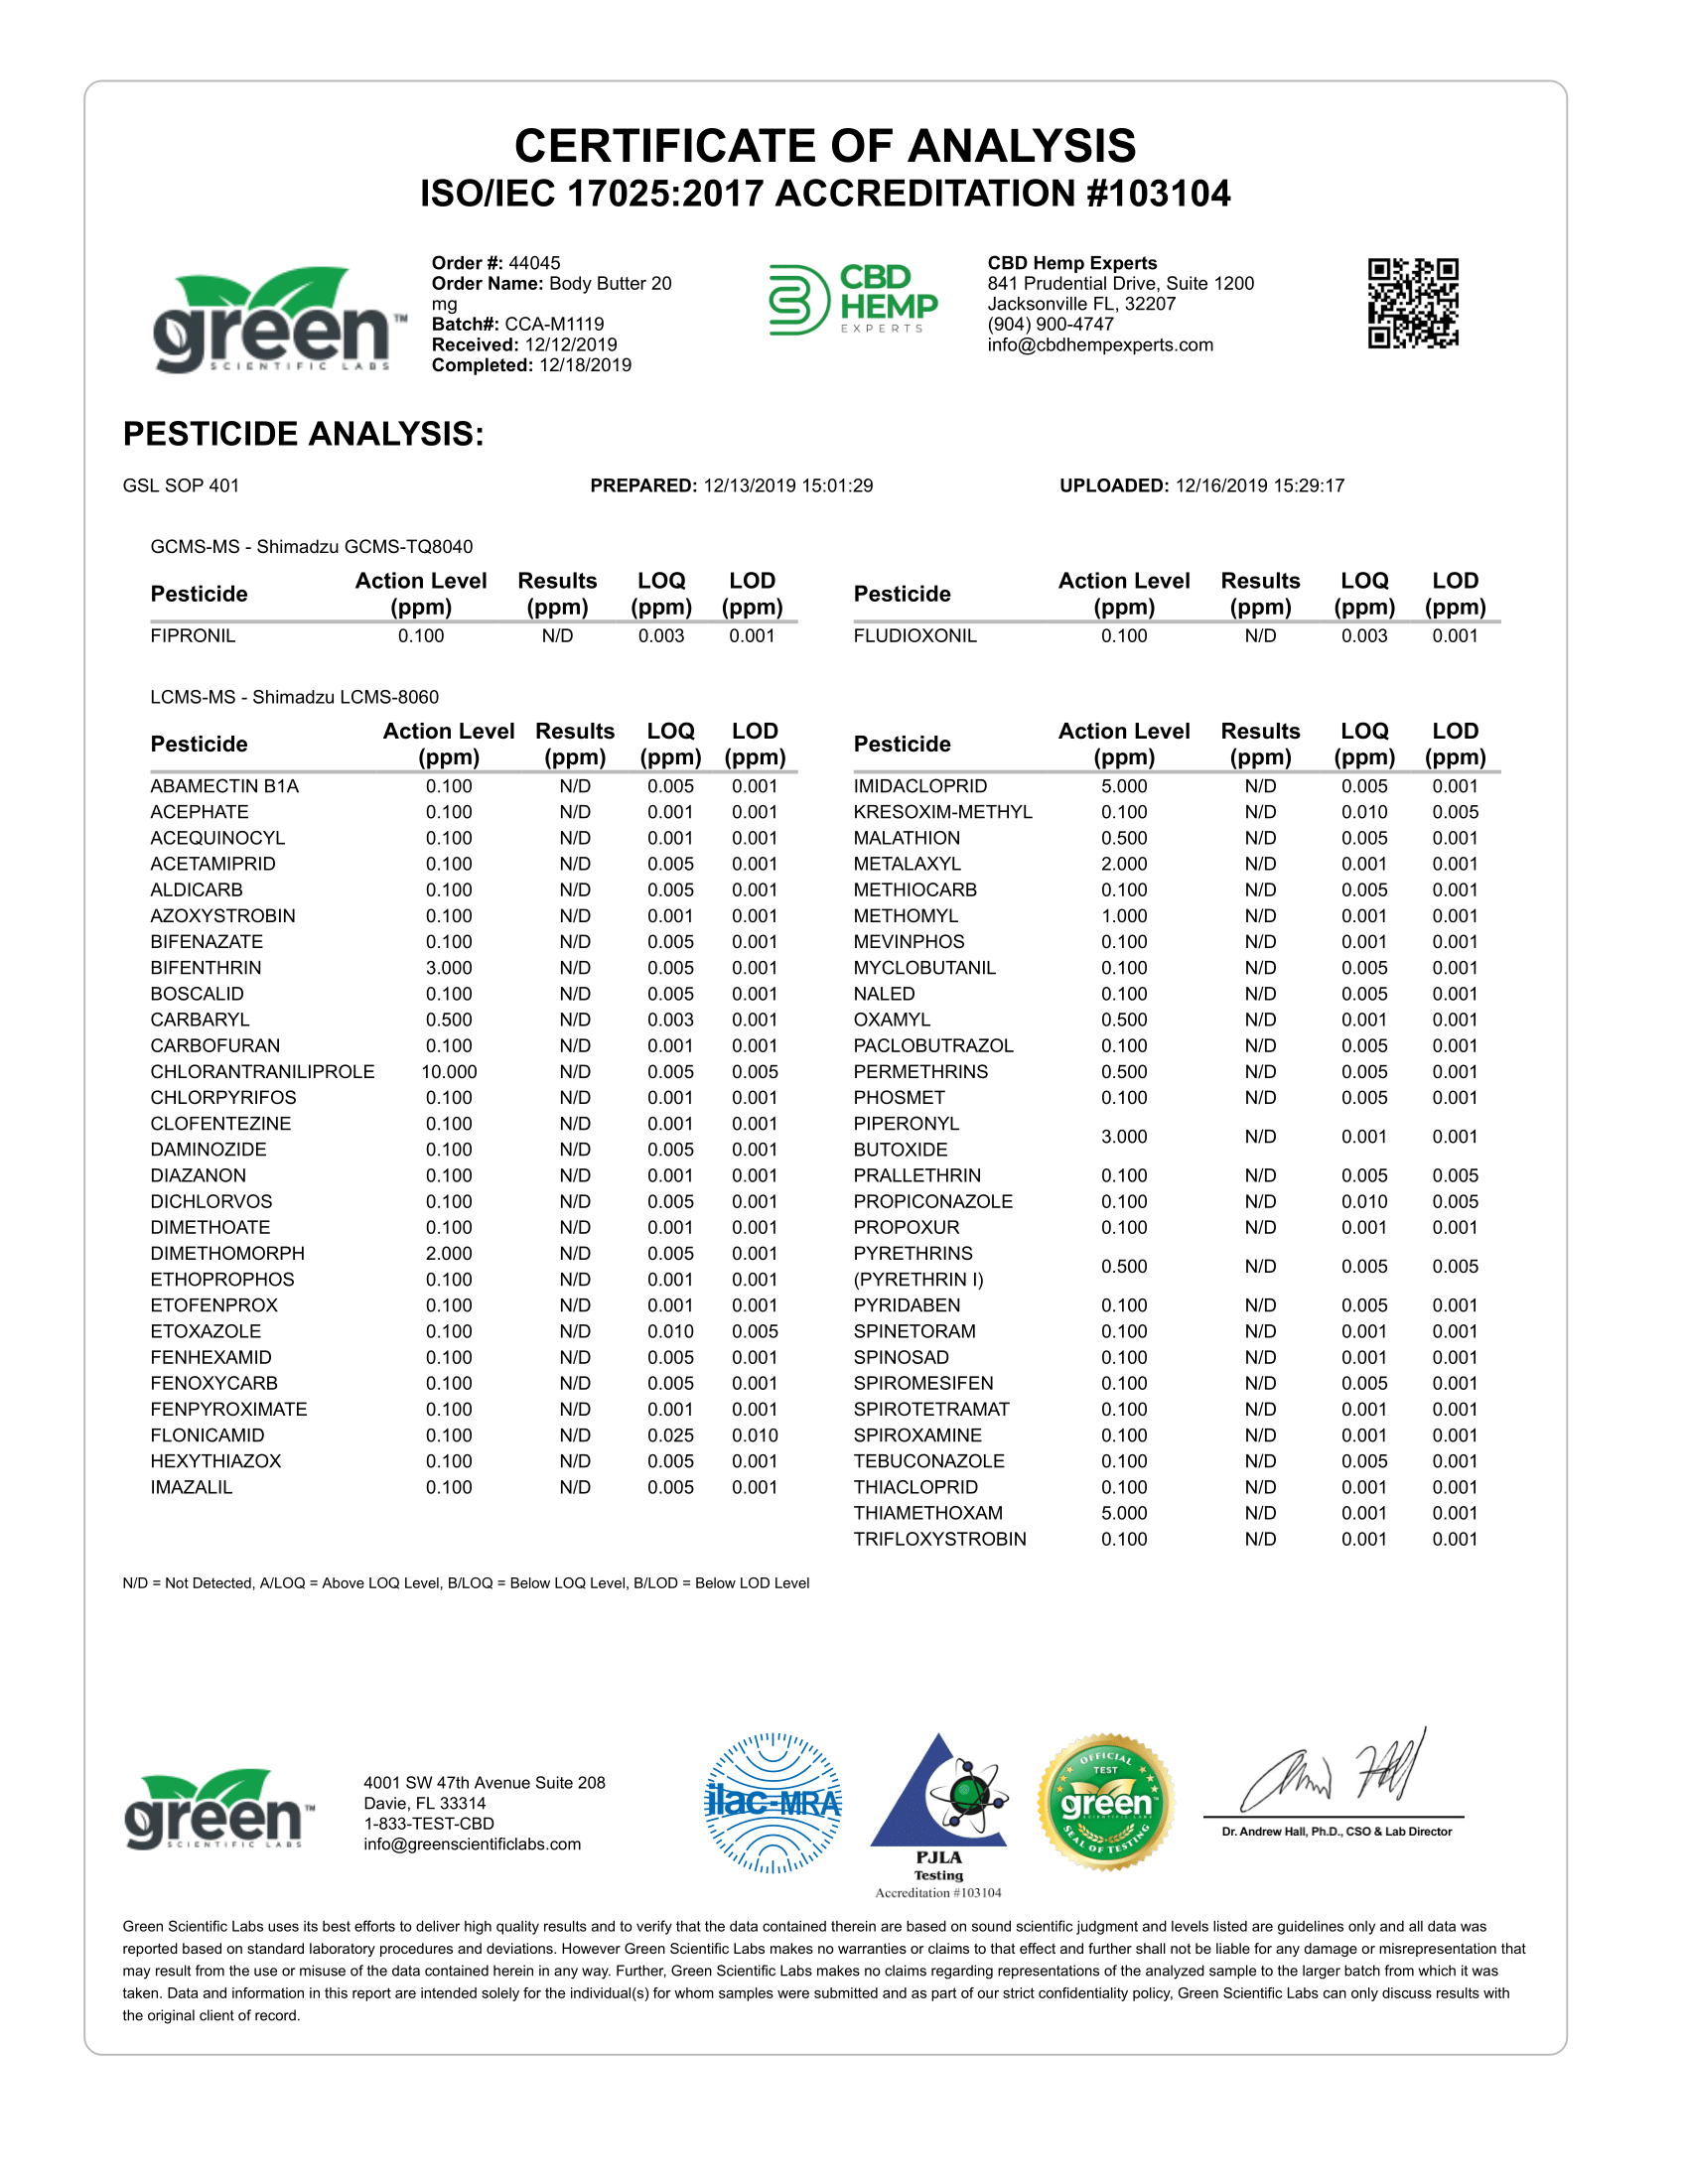 CERTIFICATE OF ANALYSIS
ISO/IEC 17025:2017 ACCREDITATION #103104
green™
SCIENTIFIC LABS
Order #: 44045
Order Name: Body Butter 20
mg
Batch#: CCA-M1119
Received: 12/12/2019
Completed: 12/18/2019
CBD
HEMP
EXPERTS
CBD Hemp Experts
841 Prudential Drive, Suite 1200
Jacksonville FL, 32207
(904) 900-4747
info@cbdhempexperts.com
PESTICIDE ANALYSIS:
GSL SOP 401 PREPARED: 12/13/2019 15:01:29 UPLOADED: 12/16/2019 15:29:17
GCMS-MS - Shimadzu GCMS-TQ8040
Pesticide Action Level (ppm) Results (ppm) LOQ (ppm) LOD (ppm)
FIPRONIL 0.100 N/D 0.003 0.001
Pesticide Action Level (ppm) Results (ppm) LOQ (ppm) LOD (ppm)
FLUDIOXONIL 0.100 N/D 0.003 0.001
LCMS-MS - Shimadzu LCMS-8060
Pesticide Action Level (ppm) Results (ppm) LOQ (ppm) LOD (ppm)
ABAMECTIN B1A 0.100 N/D 0.005 0.001
ACEPHATE 0.100 N/D 0.001 0.001
ACEQUINOCYL 0.100 N/D 0.001 0.001
ACETAMIPRID 0.100 N/D 0.005 0.001
ALDICARB 0.100 N/D 0.005 0.001
AZOXYSTROBIN 0.100 N/D 0.001 0.001
BIFENAZATE 0.100 N/D 0.005 0.001
BIFENTHRIN 3.000 N/D 0.005 0.001
BOSCALID 0.100 N/D 0.005 0.001
CARBARYL 0.500 N/D 0.003 0.001
CARBOFURAN 0.100 N/D 0.001 0.001
CHLORANTRANILIPROLE 10.000 N/D 0.005 0.005
CHLORPYRIFOS 0.100 N/D 0.001 0.001
CLOFENTEZINE 0.100 N/D 0.001 0.001
DAMINOZIDE 0.100 N/D 0.005 0.001
DIAZANON 0.100 N/D 0.001 0.001
DICHLORVOS 0.100 N/D 0.005 0.001
DIMETHOATE 0.100 N/D 0.001 0.001
DIMETHOMORPH 2.000 N/D 0.005 0.001
ETHOPROPHOS 0.100 N/D 0.001 0.001
ETOFENPROX 0.100 N/D 0.001 0.001
ETOXAZOLE 0.100 N/D 0.010 0.005
FENHEXAMID 0.100 N/D 0.005 0.001
FENOXYCARB 0.100 N/D 0.005 0.001
FENPYROXIMATE 0.100 N/D 0.001 0.001
FLONICAMID 0.100 N/D 0.025 0.010
HEXYTHIAZOX 0.100 N/D 0.005 0.001
IMAZALIL 0.100 N/D 0.005 0.001
Pesticide Action Level (ppm) Results (ppm) LOQ (ppm) LOD (ppm)
IMIDACLOPRID 5.000 N/D 0.005 0.001
KRESOXIM-METHYL 0.100 N/D 0.010 0.005
MALATHION 0.500 N/D 0.005 0.001
METALAXYL 2.000 N/D 0.001 0.001
METHIOCARB 0.100 N/D 0.005 0.001
METHOMYL 1.000 N/D 0.001 0.001
MEVINPHOS 0.100 N/D 0.001 0.001
MYCLOBUTANIL 0.100 N/D 0.005 0.001
NALED 0.100 N/D 0.005 0.001
OXAMYL 0.500 N/D 0.001 0.001
PACLOBUTRAZOL 0.100 N/D 0.005 0.001
PERMETHRINS 0.500 N/D 0.005 0.001
PHOSMET 0.100 N/D 0.005 0.001
PIPERONYL
BUTOXIDE 3.000 N/D 0.001 0.001
PRALLETHRIN 0.100 N/D 0.005 0.005
PROPICONAZOLE 0.100 N/D 0.010 0.005
PROPOXUR 0.100 N/D 0.001 0.001
PYRETHRINS
(PYRETHRIN I) 0.500 N/D 0.005 0.005
PYRIDABEN 0.100 N/D 0.005 0.001
SPINETORAM 0.100 N/D 0.001 0.001
SPINOSAD 0.100 N/D 0.001 0.001
SPIROMESIFEN 0.100 N/D 0.005 0.001
SPIROTETRAMAT 0.100 N/D 0.001 0.001
SPIROXAMINE 0.100 N/D 0.001 0.001
TEBUCONAZOLE 0.100 N/D 0.005 0.001
THIACLOPRID 0.100 N/D 0.001 0.001
THIAMETHOXAM 5.000 N/D 0.001 0.001
TRIFLOXYSTROBIN 0.100 N/D 0.001 0.001
N/D = Not Detected, A/LOQ = Above LOQ Level, B/LOQ = Below LOQ Level, B/LOD = Below LOD Level
green™
SCIENTIFIC LABS
4001 SW 47th Avenue Suite 208
Davie, FL 33314
1-833-TEST-CBD
info@greenscientificlabs.com
ilac-MRA
PJLA
Testing
Accreditation #103104
OFFICIAL
TEST
green
SCIENTIFIC LABS
SEAL OF TESTING
Dr. Andrew Hall, Ph.D., CSO & Lab Director
Green Scientific Labs uses its best efforts to deliver high quality results and to verify that the data contained therein are based on sound scientific judgment and levels listed are guidelines only and all data was
reported based on standard laboratory procedures and deviations. However Green Scientific Labs makes no warranties or claims to that effect and further shall not be liable for any damage or misrepresentation that
may result from the use or misuse of the data contained herein in any way. Further, Green Scientific Labs makes no claims regarding representations of the analyzed sample to the larger batch from which it was
taken. Data and information in this report are intended solely for the individual(s) for whom samples were submitted and as part of our strict confidentiality policy, Green Scientific Labs can only discuss results with
the original client of record.